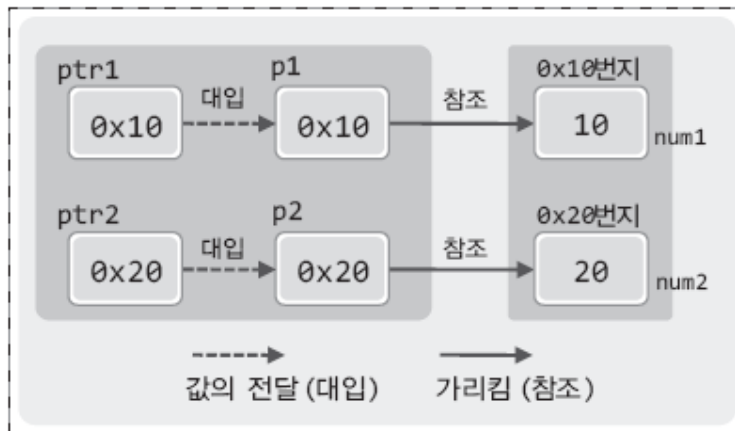 ptr1 p1 0x10번지
대입 참조
0x10 0x10 10 num1
ptr2 p2 0x20번지
대입 참조
0x20 0x20 20 num2
값의 전달 (대입) 가리킴 (참조)